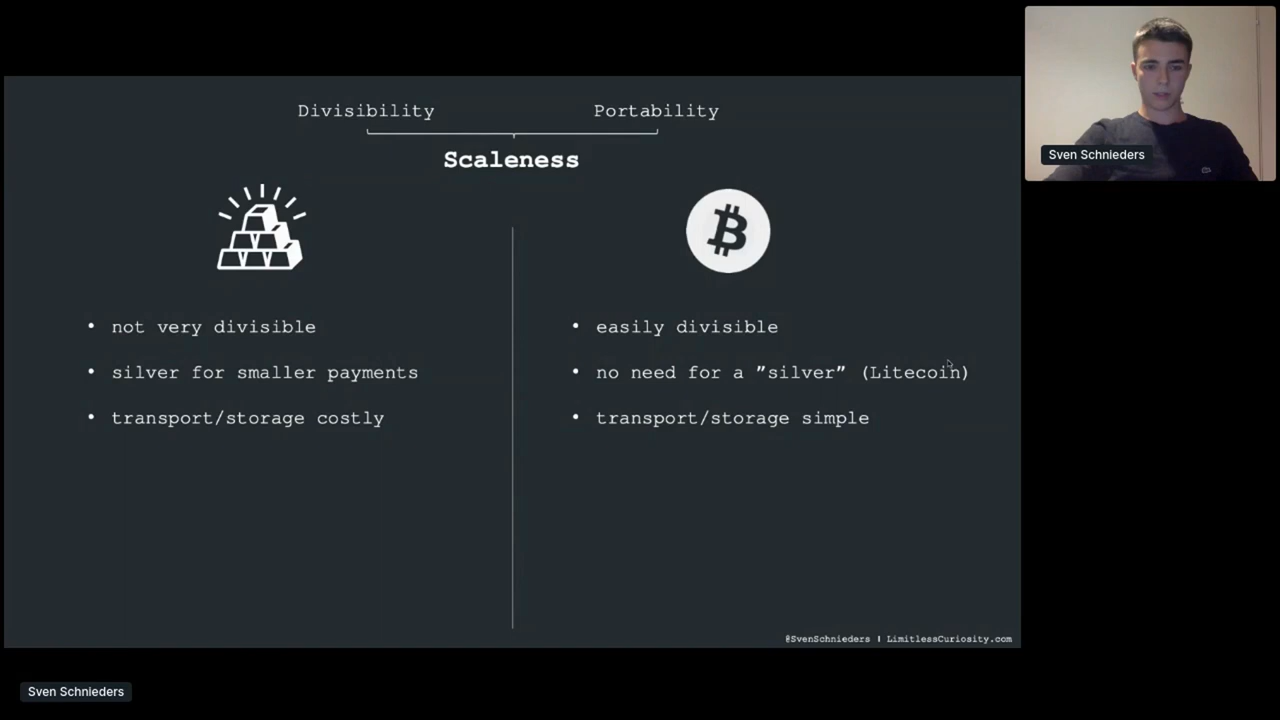 Divisibility
Portability
Scaleness
• not very divisible
• silver for smaller payments
• transport/storage costly
• easily divisible
• no need for a "silver" (Litecoin)
• transport/storage simple
@SvenSchnieders | LimitlessCuriosity.com
Sven Schnieders
Sven Schnieders